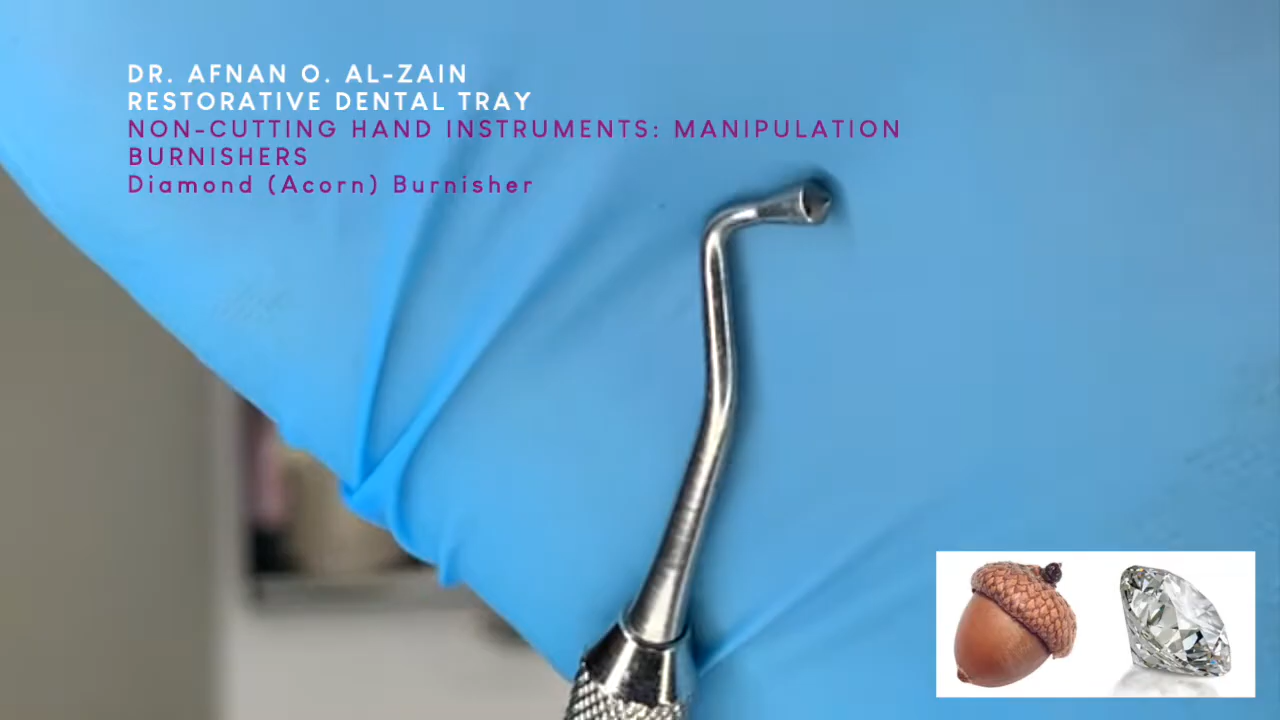 DR. AFNAN O. AL-ZAIN
RESTORATIVE DENTAL TRAY
NON-CUTTING HAND INSTRUMENTS: MANIPULATION
BURNISHERS
Diamond (Acorn) Burnisher